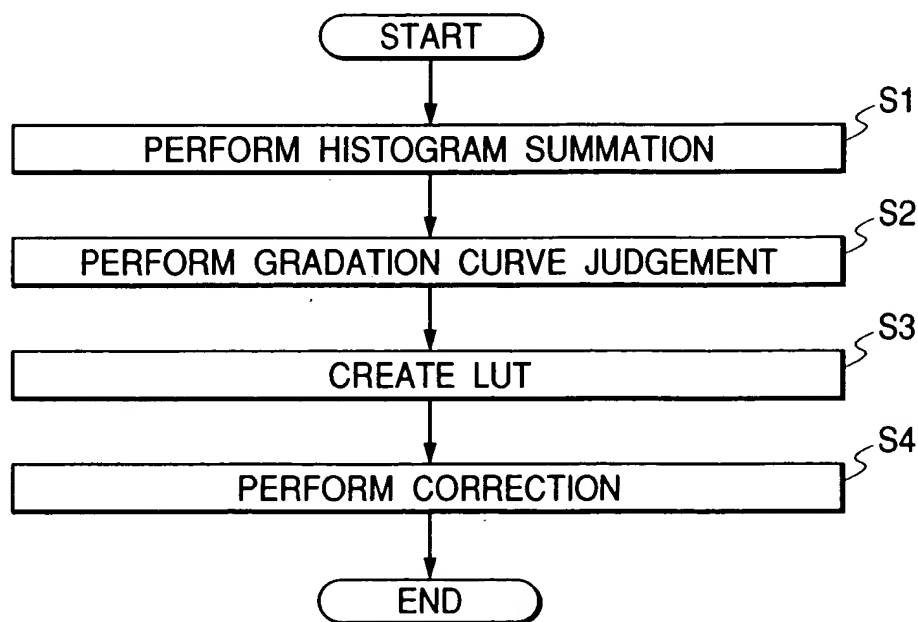 START
S1
PERFORM HISTOGRAM SUMMATION
S2
PERFORM GRADATION CURVE JUDGEMENT
S3
CREATE LUT
S4
PERFORM CORRECTION
END